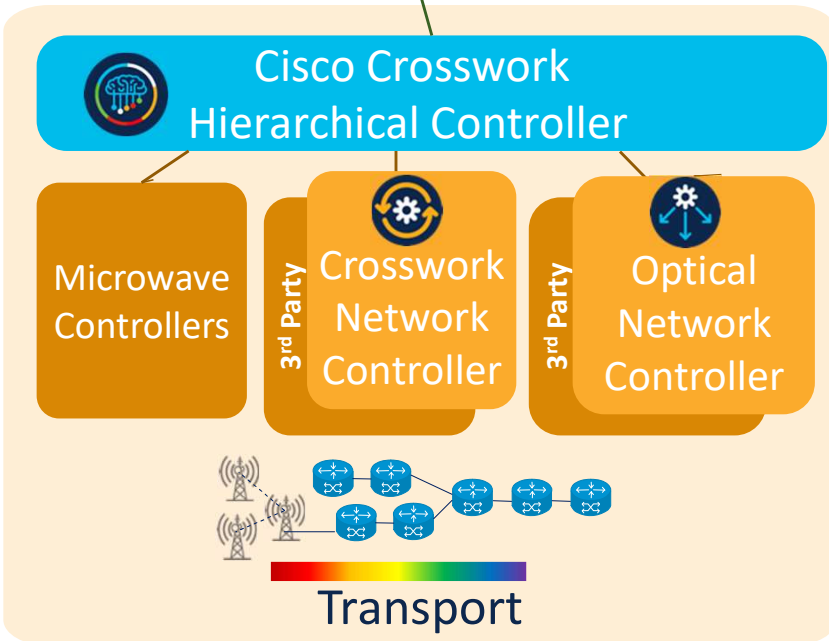 Cisco Crosswork
Hierarchical Controller
Microwave
Controllers
3rd Party
Crosswork
Network
Controller
3rd Party
Optical
Network
Controller
Transport